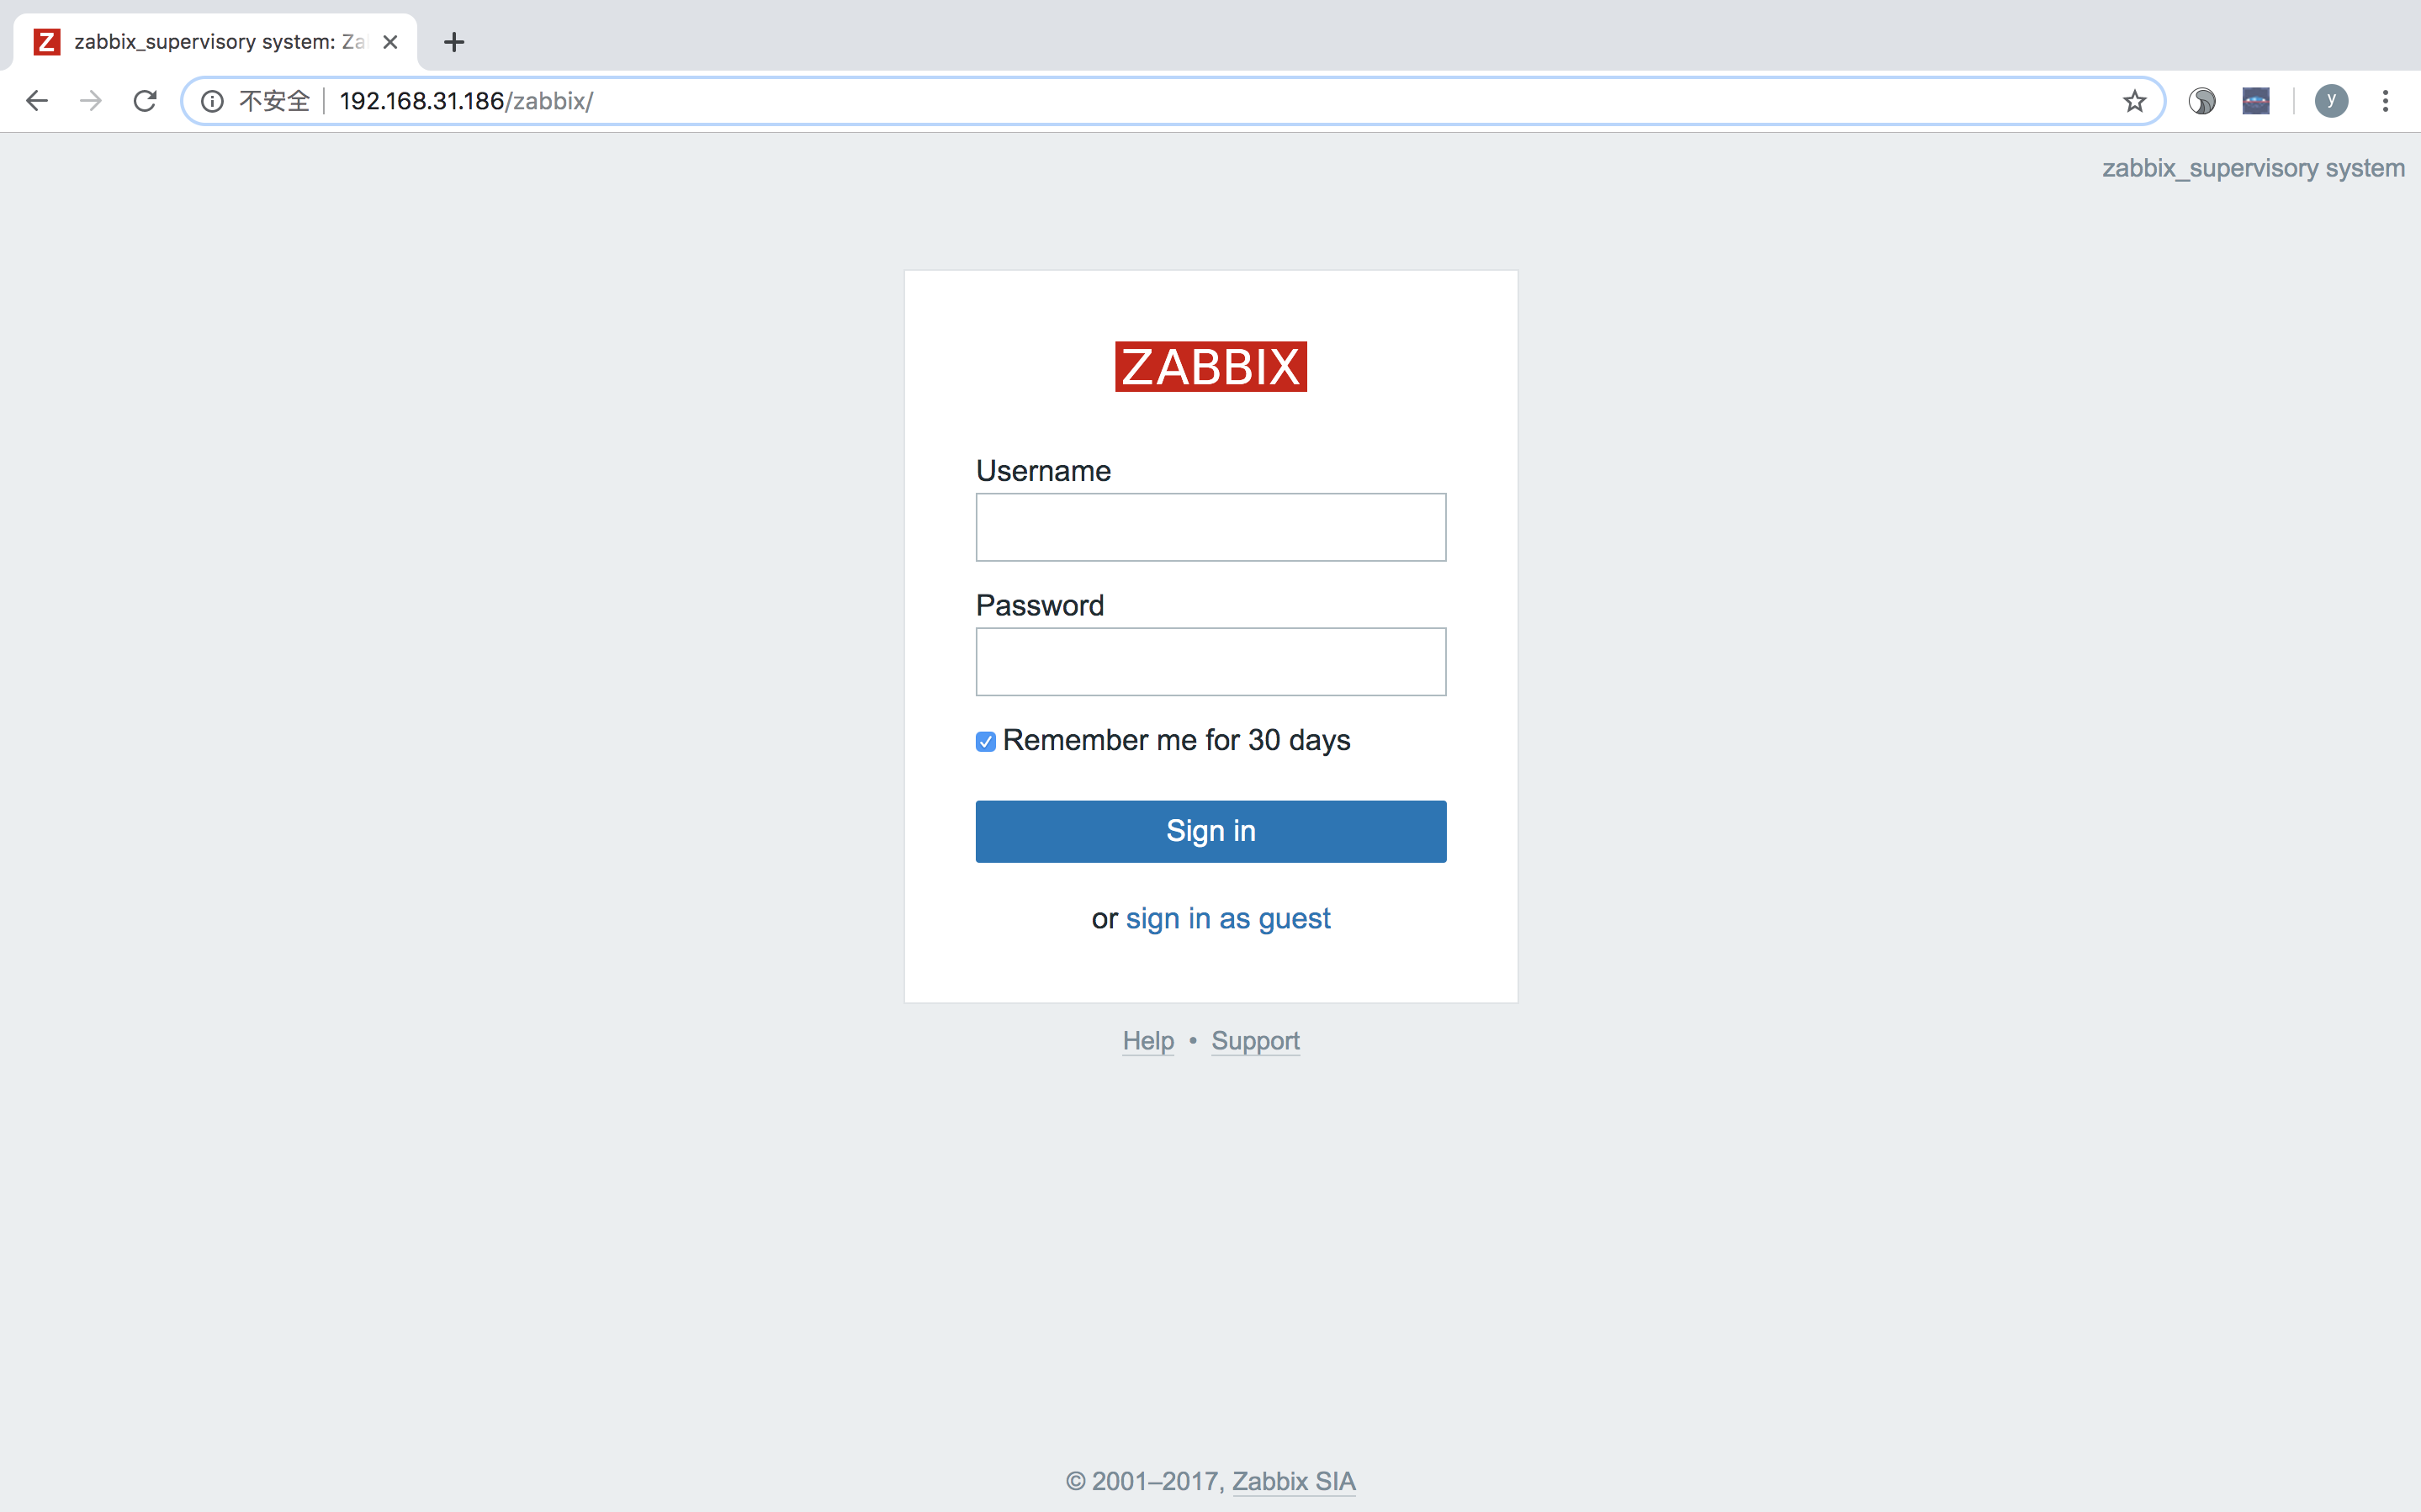 Z zabbix_supervisory system: Za
不安全 192.168.31.186/zabbix/
y
zabbix_supervisory system
ZABBIX
Username
Password
Remember me for 30 days
Sign in
or sign in as guest
Help • Support
© 2001–2017, Zabbix SIA